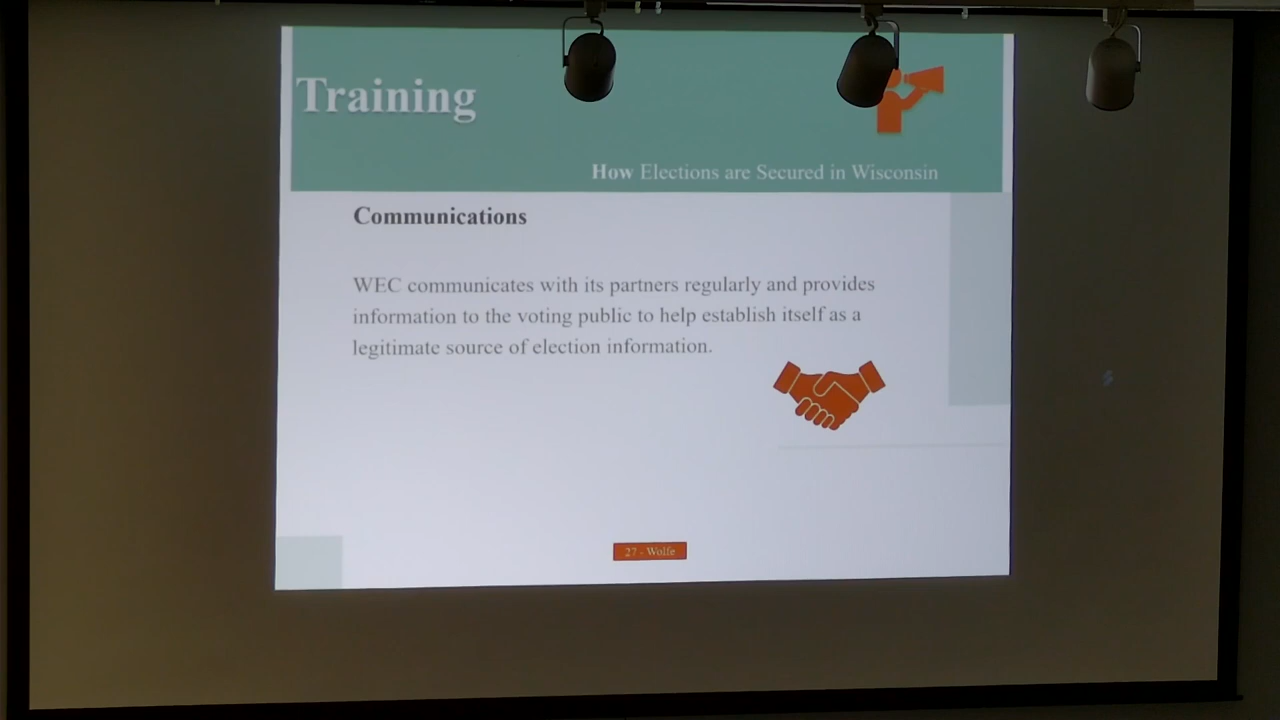 Training
How Elections are Secured in Wisconsin
Communications
WEC communicates with its partners regularly and provides
information to the voting public to help establish itself as a
legitimate source of election information.
27 - Wolfe